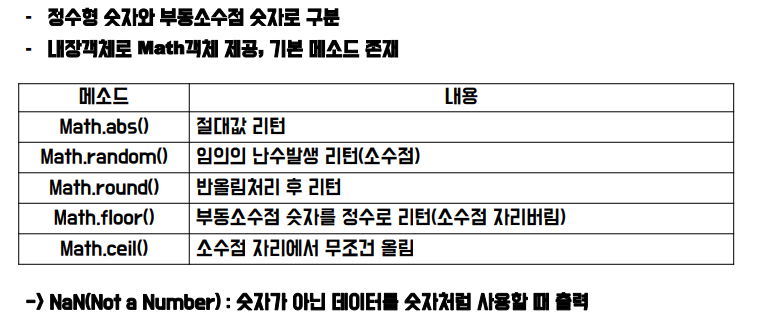 - 정수형 숫자와 부동소수점 숫자로 구분
- 내장객체로 Math객체 제공, 기본 메소드 존재
메소드 내용
Math.abs() 절대값 리턴
Math.random() 임의의 난수발생 리턴(소수점)
Math.round() 반올림처리 후 리턴
Math.floor() 부동소수점 숫자를 정수로 리턴(소수점 자리버림)
Math.ceil() 소수점 자리에서 무조건 올림
-> NaN(Not a Number) : 숫자가 아닌 데이터를 숫자처럼 사용할 때 출력